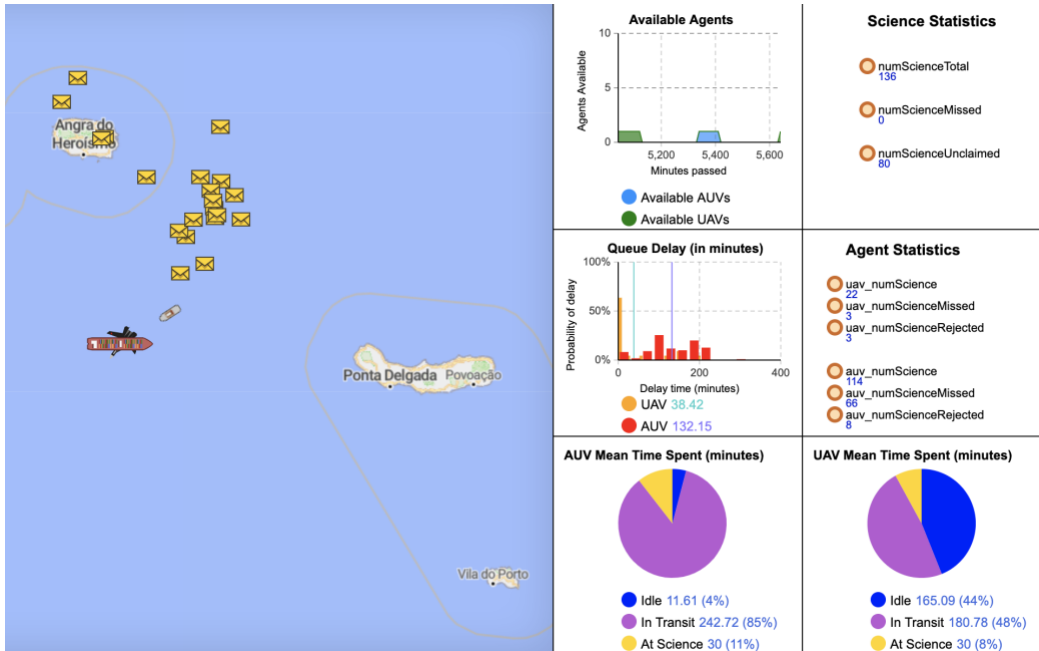 Angra do
Heroísmo
Ponta Delgada
Povoação
Vila do Porto
Available Agents
10
5
0
Agents Available
5,200
5,400
5,600
Minutes passed
Available AUVs
Available UAVs
Science Statistics
numScienceTotal
136
numScienceMissed
0
numScienceUnclaimed
80
Queue Delay (in minutes)
100%
50%
0%
Probability of delay
0
200
400
Delay time (minutes)
UAV 38.42
AUV 132.15
Agent Statistics
uav_numScience
22
uav_numScienceMissed
3
uav_numScienceRejected
3
auv_numScience
114
auv_numScienceMissed
66
auv_numScienceRejected
8
AUV Mean Time Spent (minutes)
Idle 11.61 (4%)
In Transit 242.72 (85%)
At Science 30 (11%)
UAV Mean Time Spent (minutes)
Idle 165.09 (44%)
In Transit 180.78 (48%)
At Science 30 (8%)